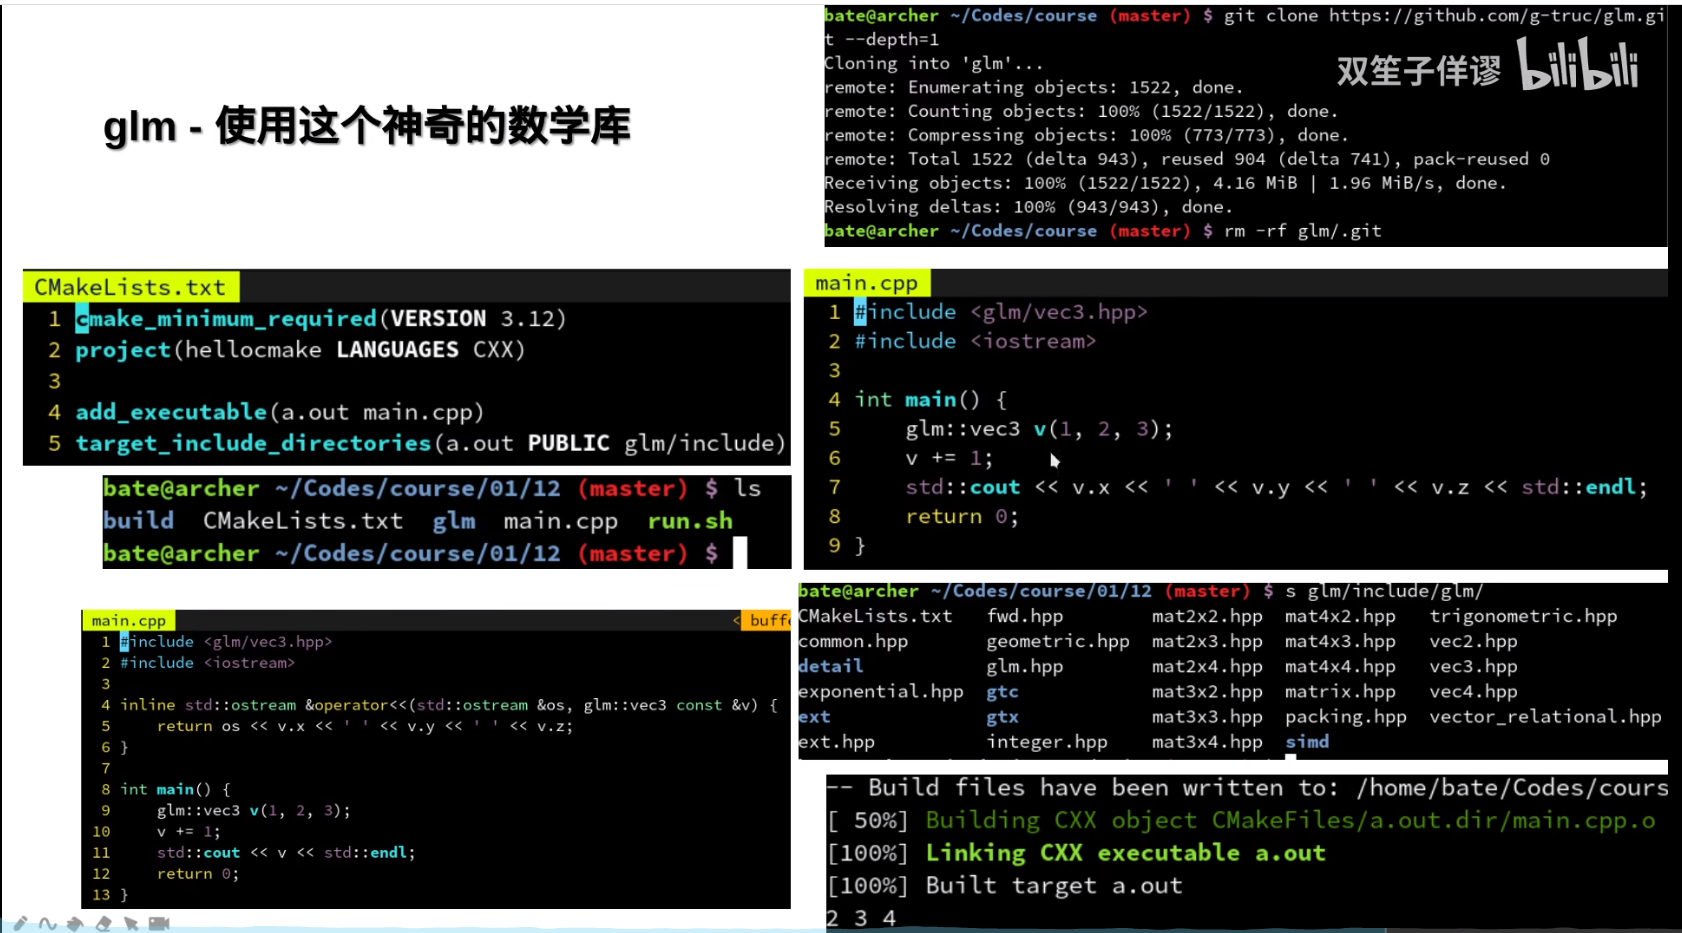 glm - 使用这个神奇的数学库
bate@archer ~/Codes/course (master) $ git clone https://github.com/g-truc/glm.gi
t --depth=1
Cloning into 'glm'...
remote: Enumerating objects: 1522, done.
remote: Counting objects: 100% (1522/1522), done.
remote: Compressing objects: 100% (773/773), done.
remote: Total 1522 (delta 943), reused 904 (delta 741), pack-reused 0
Receiving objects: 100% (1522/1522), 4.16 MiB | 1.96 MiB/s, done.
Resolving deltas: 100% (943/943), done.
bate@archer ~/Codes/course (master) $ rm -rf glm/.git
双笙子佯谬 bilibili
CMakeLists.txt
1 cmake_minimum_required(VERSION 3.12)
2 project(hellocmake LANGUAGES CXX)
3
4 add_executable(a.out main.cpp)
5 target_include_directories(a.out PUBLIC glm/include)
bate@archer ~/Codes/course/01/12 (master) $ ls
build CMakeLists.txt glm main.cpp run.sh
bate@archer ~/Codes/course/01/12 (master) $
main.cpp
1 #include <glm/vec3.hpp>
2 #include <iostream>
3
4 int main() {
5 glm::vec3 v(1, 2, 3);
6 v += 1;
7 std::cout << v.x << ' ' << v.y << ' ' << v.z << std::endl;
8 return 0;
9 }
main.cpp < buffe
1 #include <glm/vec3.hpp>
2 #include <iostream>
3
4 inline std::ostream &operator<<(std::ostream &os, glm::vec3 const &v) {
5 return os << v.x << ' ' << v.y << ' ' << v.z;
6 }
7
8 int main() {
9 glm::vec3 v(1, 2, 3);
10 v += 1;
11 std::cout << v << std::endl;
12 return 0;
13 }
bate@archer ~/Codes/course/01/12 (master) $ s glm/include/glm/
CMakeLists.txt fwd.hpp mat2x2.hpp mat4x2.hpp trigonometric.hpp
common.hpp geometric.hpp mat2x3.hpp mat4x3.hpp vec2.hpp
detail glm.hpp mat2x4.hpp mat4x4.hpp vec3.hpp
exponential.hpp gtc mat3x2.hpp matrix.hpp vec4.hpp
ext gtx mat3x3.hpp packing.hpp vector_relational.hpp
ext.hpp integer.hpp mat3x4.hpp simd
-- Build files have been written to: /home/bate/Codes/cours
[ 50%] Building CXX object CMakeFiles/a.out.dir/main.cpp.o
[100%] Linking CXX executable a.out
[100%] Built target a.out
2 3 4